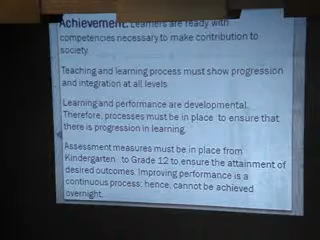 Achievement. Learners are ready with
competencies necessary to make contribution to
society
Teaching and learning process must show progression
and integration at all levels
Learning and performance are developmental.
Therefore, processes must be in place to ensure that
there is progression in learning.
Assessment measures must be in place from
Kindergarten to Grade 12 to ensure the attainment of
desired outcomes. Improving performance is a
continuous process; hence, cannot be achieved
overnight.